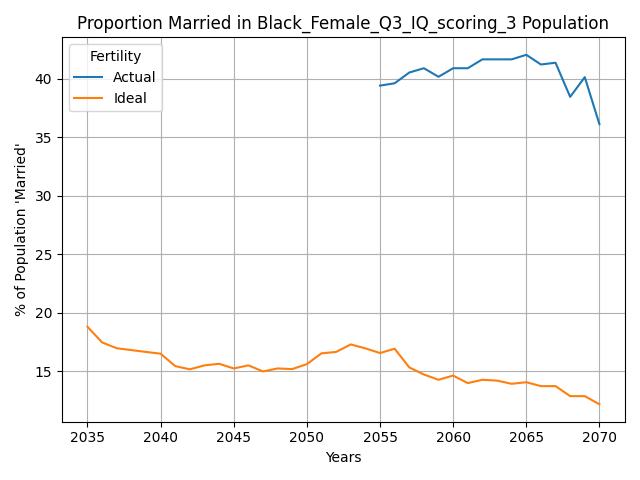 Proportion Married in Black_Female_Q3_IQ_scoring_3 Population
Fertility
Actual
Ideal
% of Population 'Married'
40
35
30
25
20
15
2035 2040 2045 2050 2055 2060 2065 2070
Years